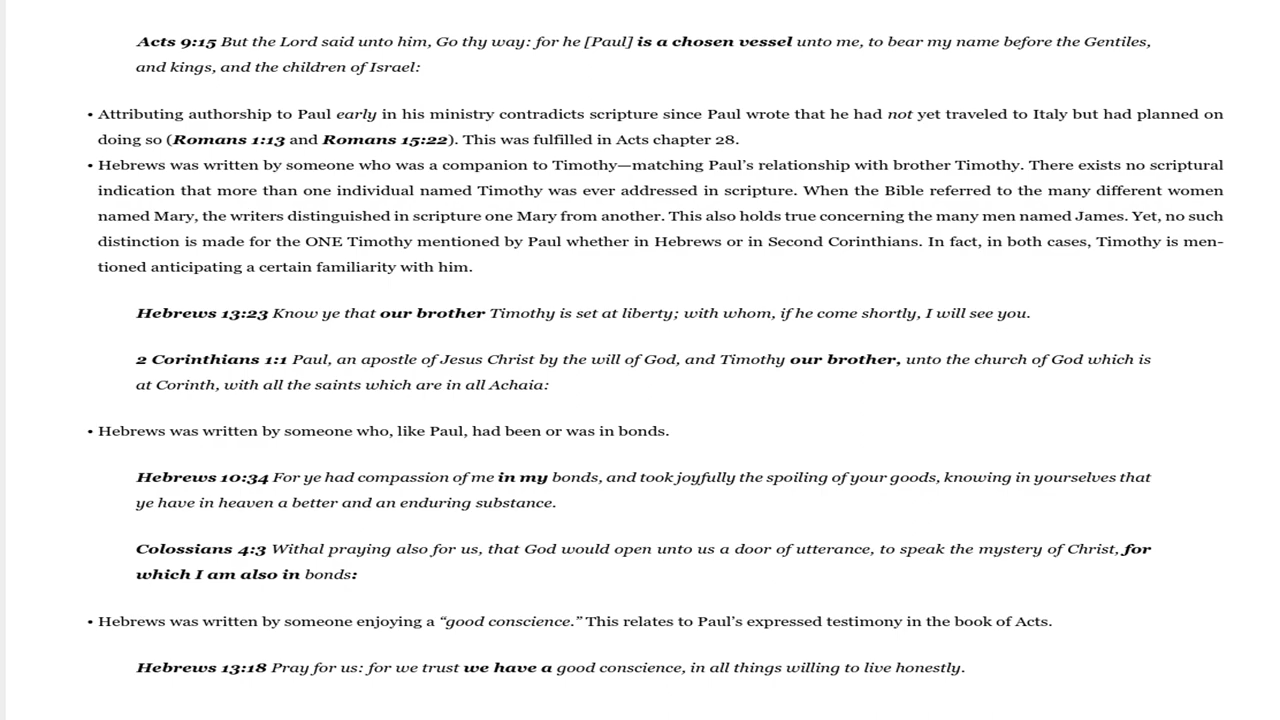 Acts 9:15 But the Lord said unto him, Go thy way: for he [Paul] is a chosen vessel unto me, to bear my name before the Gentiles,
and kings, and the children of Israel:
• Attributing authorship to Paul early in his ministry contradicts scripture since Paul wrote that he had not yet traveled to Italy but had planned on
doing so (Romans 1:13 and Romans 15:22). This was fulfilled in Acts chapter 28.
• Hebrews was written by someone who was a companion to Timothy—matching Paul's relationship with brother Timothy. There exists no scriptural
indication that more than one individual named Timothy was ever addressed in scripture. When the Bible referred to the many different women
named Mary, the writers distinguished in scripture one Mary from another. This also holds true concerning the many men named James. Yet, no such
distinction is made for the ONE Timothy mentioned by Paul whether in Hebrews or in Second Corinthians. In fact, in both cases, Timothy is men-
tioned anticipating a certain familiarity with him.
Hebrews 13:23 Know ye that our brother Timothy is set at liberty; with whom, if he come shortly, I will see you.
2 Corinthians 1:1 Paul, an apostle of Jesus Christ by the will of God, and Timothy our brother, unto the church of God which is
at Corinth, with all the saints which are in all Achaia:
• Hebrews was written by someone who, like Paul, had been or was in bonds.
Hebrews 10:34 For ye had compassion of me in my bonds, and took joyfully the spoiling of your goods, knowing in yourselves that
ye have in heaven a better and an enduring substance.
Colossians 4:3 Withal praying also for us, that God would open unto us a door of utterance, to speak the mystery of Christ, for
which I am also in bonds:
• Hebrews was written by someone enjoying a “good conscience.” This relates to Paul's expressed testimony in the book of Acts.
Hebrews 13:18 Pray for us: for we trust we have a good conscience, in all things willing to live honestly.